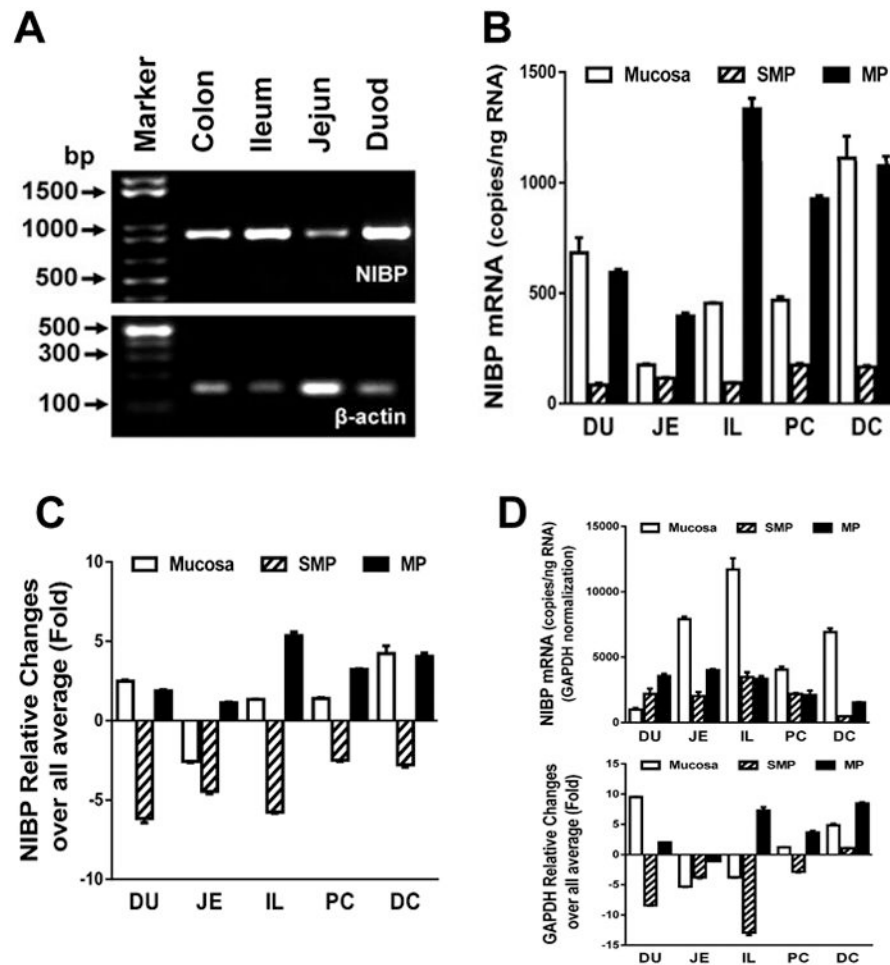 A
Marker
Colon
Ileum
Jejun
Duod
bp
1500
1000
500
NIBP
500
300
100
β-actin
B
Mucosa SMP MP
NIBP mRNA (copies/ng RNA)
1500
1000
500
0
DU JE IL PC DC
C
Mucosa SMP MP
NIBP Relative Changes
over all average (Fold)
10
5
0
-5
-10
DU JE IL PC DC
D
Mucosa SMP MP
NIBP mRNA (copies/ng RNA)
(GAPDH normalization)
15000
10000
5000
0
DU JE IL PC DC
Mucosa SMP MP
GAPDH Relative Changes
over all average (Fold)
15
10
5
0
-5
-10
-15
DU JE IL PC DC